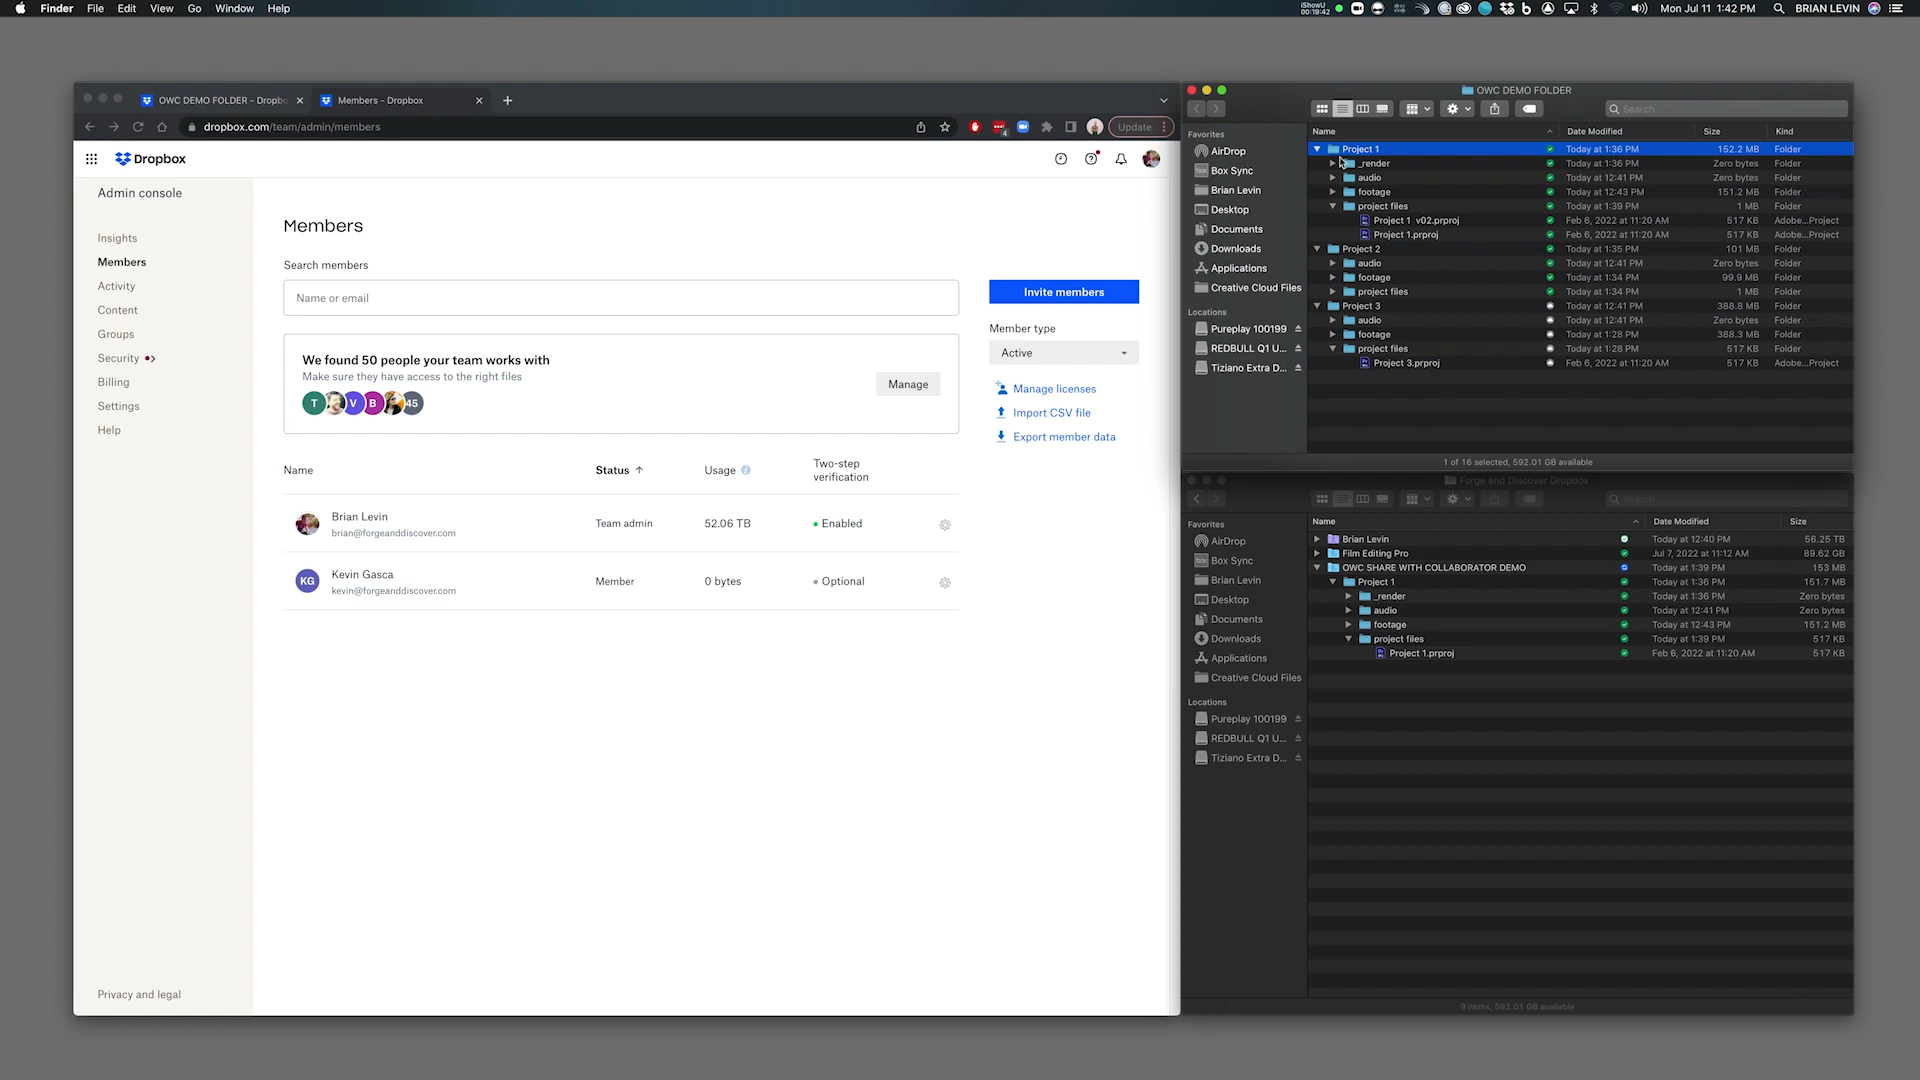 Finder File Edit View Go Window Help
iShowU
00:19:42
Mon Jul 11 1:42 PM
BRIAN LEVIN
OWC DEMO FOLDER - Dropbo
Members - Dropbox
dropbox.com/team/admin/members
Update
Dropbox
Admin console
Insights
Members
Activity
Content
Groups
Security
Billing
Settings
Help
Privacy and legal
Members
Search members
Name or email
Invite members
Member type
Active
Manage licenses
Import CSV file
Export member data
We found 50 people your team works with
Make sure they have access to the right files
Manage
T V B 45
Name Status Usage Two-step verification
Brian Levin
brian@forgeanddiscover.com
Team admin 52.06 TB Enabled
KG
Kevin Gasca
kevin@forgeanddiscover.com
Member 0 bytes Optional
OWC DEMO FOLDER
Search
Favorites
AirDrop
Box Sync
Brian Levin
Desktop
Documents
Downloads
Applications
Creative Cloud Files
Locations
Pureplay 100199
REDBULL Q1 U...
Tiziano Extra D...
Name Date Modified Size Kind
Project 1 Today at 1:36 PM 152.2 MB Folder
_render Today at 1:36 PM Zero bytes Folder
audio Today at 12:41 PM Zero bytes Folder
footage Today at 12:43 PM 151.2 MB Folder
project files Today at 1:39 PM 1 MB Folder
Project 1 v02.prproj Feb 6, 2022 at 11:20 AM 517 KB Adobe...Project
Project 1.prproj Feb 6, 2022 at 11:20 AM 517 KB Adobe...Project
Project 2 Today at 1:35 PM 101 MB Folder
audio Today at 12:41 PM Zero bytes Folder
footage Today at 1:34 PM 99.9 MB Folder
project files Today at 1:34 PM 1 MB Folder
Project 3 Today at 12:41 PM 388.8 MB Folder
audio Today at 12:41 PM Zero bytes Folder
footage Today at 1:28 PM 388.3 MB Folder
project files Today at 1:28 PM 517 KB Folder
Project 3.prproj Feb 6, 2022 at 11:20 AM 517 KB Adobe...Project
1 of 16 selected, 592.01 GB available
Forge and Discover Dropbox
Search
Favorites
AirDrop
Box Sync
Brian Levin
Desktop
Documents
Downloads
Applications
Creative Cloud Files
Locations
Pureplay 100199
REDBULL Q1 U...
Tiziano Extra D...
Name Date Modified Size
Brian Levin Today at 12:40 PM 56.25 TB
Film Editing Pro Jul 7, 2022 at 11:12 AM 89.62 GB
OWC SHARE WITH COLLABORATOR DEMO Today at 1:39 PM 153 MB
Project 1 Today at 1:36 PM 151.7 MB
_render Today at 1:36 PM Zero bytes
audio Today at 12:41 PM Zero bytes
footage Today at 12:43 PM 151.2 MB
project files Today at 1:39 PM 517 KB
Project 1.prproj Feb 6, 2022 at 11:20 AM 517 KB
9 items, 592.01 GB available